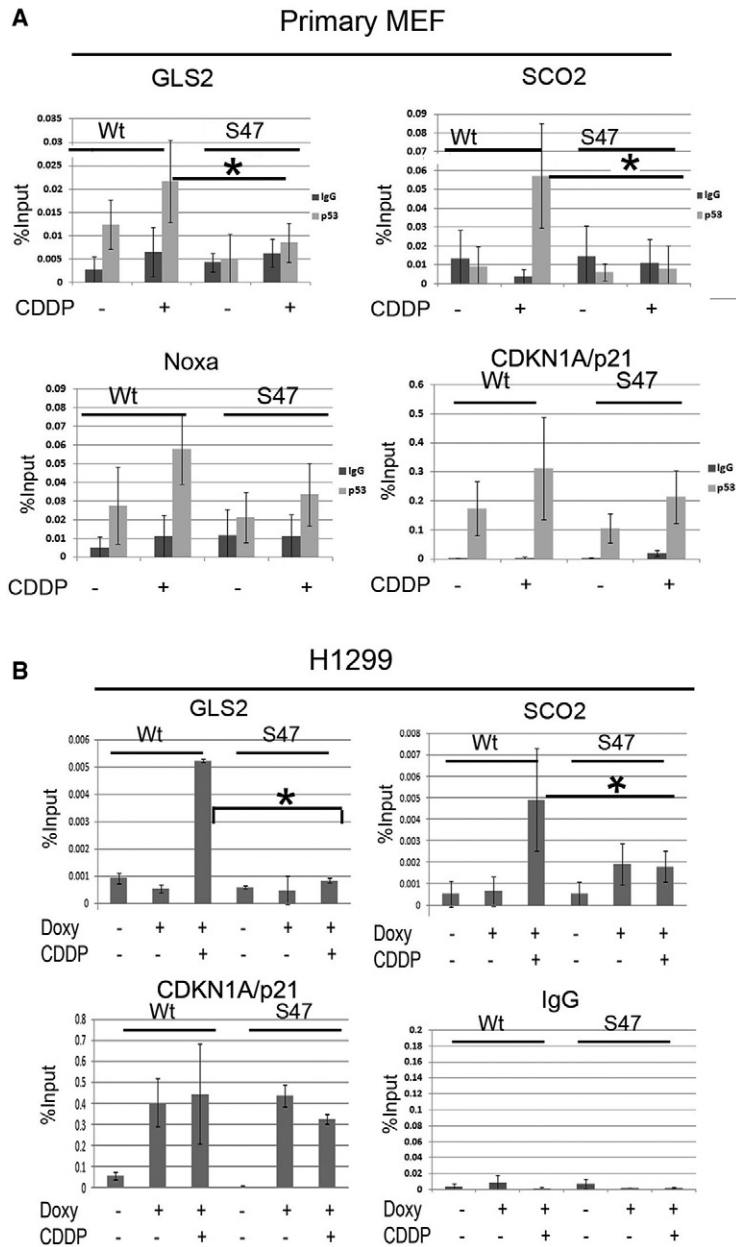 A
Primary MEF
GLS2
SCO2
%Input
0.035
0.03
0.025
0.02
0.015
0.01
0.005
0
Wt
S47
*
IgG
p53
CDDP - + - +
%Input
0.09
0.08
0.07
0.06
0.05
0.04
0.03
0.02
0.01
0
Wt
S47
*
IgG
p53
CDDP - + - +
Noxa
CDKN1A/p21
%Input
0.09
0.08
0.07
0.06
0.05
0.04
0.03
0.02
0.01
0
Wt
S47
IgG
p53
CDDP - + - +
%Input
0.6
0.5
0.4
0.3
0.2
0.1
0
Wt
S47
IgG
p53
CDDP - + - +
B
H1299
GLS2
SCO2
%Input
0.006
0.005
0.004
0.003
0.002
0.001
0
Wt
S47
*
Doxy - + + - + +
CDDP - - + - - +
%Input
0.008
0.007
0.006
0.005
0.004
0.003
0.002
0.001
0
Wt
S47
*
Doxy - + + - + +
CDDP - - + - - +
CDKN1A/p21
IgG
%Input
0.8
0.7
0.6
0.5
0.4
0.3
0.2
0.1
0
Wt
S47
Doxy - + + - + +
CDDP - - + - - +
%Input
0.2
0.18
0.16
0.14
0.12
0.1
0.08
0.06
0.04
0.02
0
Wt
S47
Doxy - + + - + +
CDDP - - + - - +